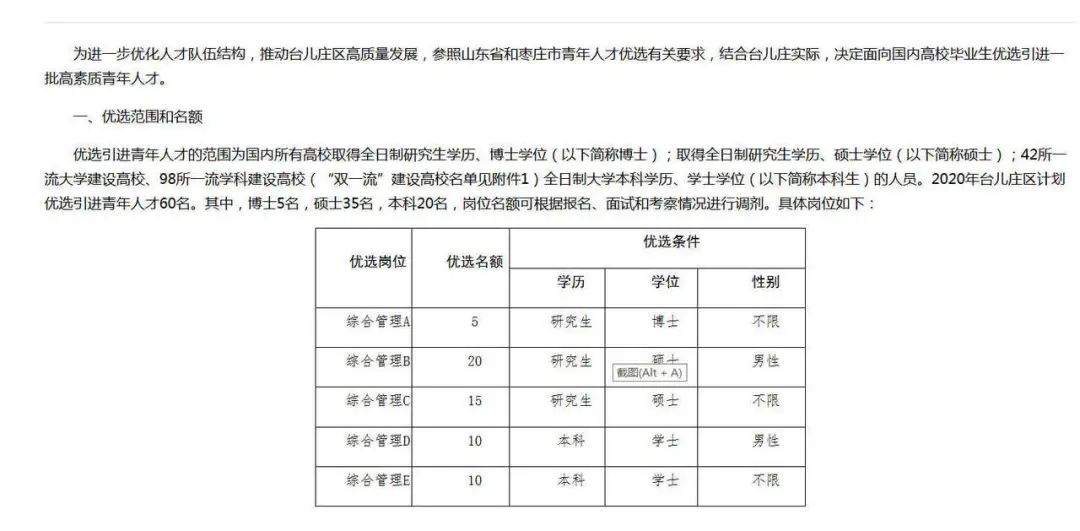 为进一步优化人才队伍结构，推动台儿庄区高质量发展，参照山东省和枣庄市青年人才优选有关要求，结合台儿庄实际，决定面向国内高校毕业生优选引进一
批高素质青年人才。
一、优选范围和名额
优选引进青年人才的范围为国内所有高校取得全日制研究生学历、博士学位（以下简称博士）；取得全日制研究生学历、硕士学位（以下简称硕士）；42所一
流大学建设高校、98所一流学科建设高校（“双一流”建设高校名单见附件1）全日制大学本科学历、学士学位（以下简称本科生）的人员。2020年台儿庄区计划
优选引进青年人才60名。其中，博士5名，硕士35名，本科20名，岗位名额可根据报名、面试和考察情况进行调剂。具体岗位如下：
优选岗位 优选名额 优选条件
学历 学位 性别
综合管理A 5 研究生 博士 不限
综合管理B 20 研究生 硕士 男性
截图(Alt + A)
综合管理C 15 研究生 硕士 不限
综合管理D 10 本科 学士 男性
综合管理E 10 本科 学士 不限